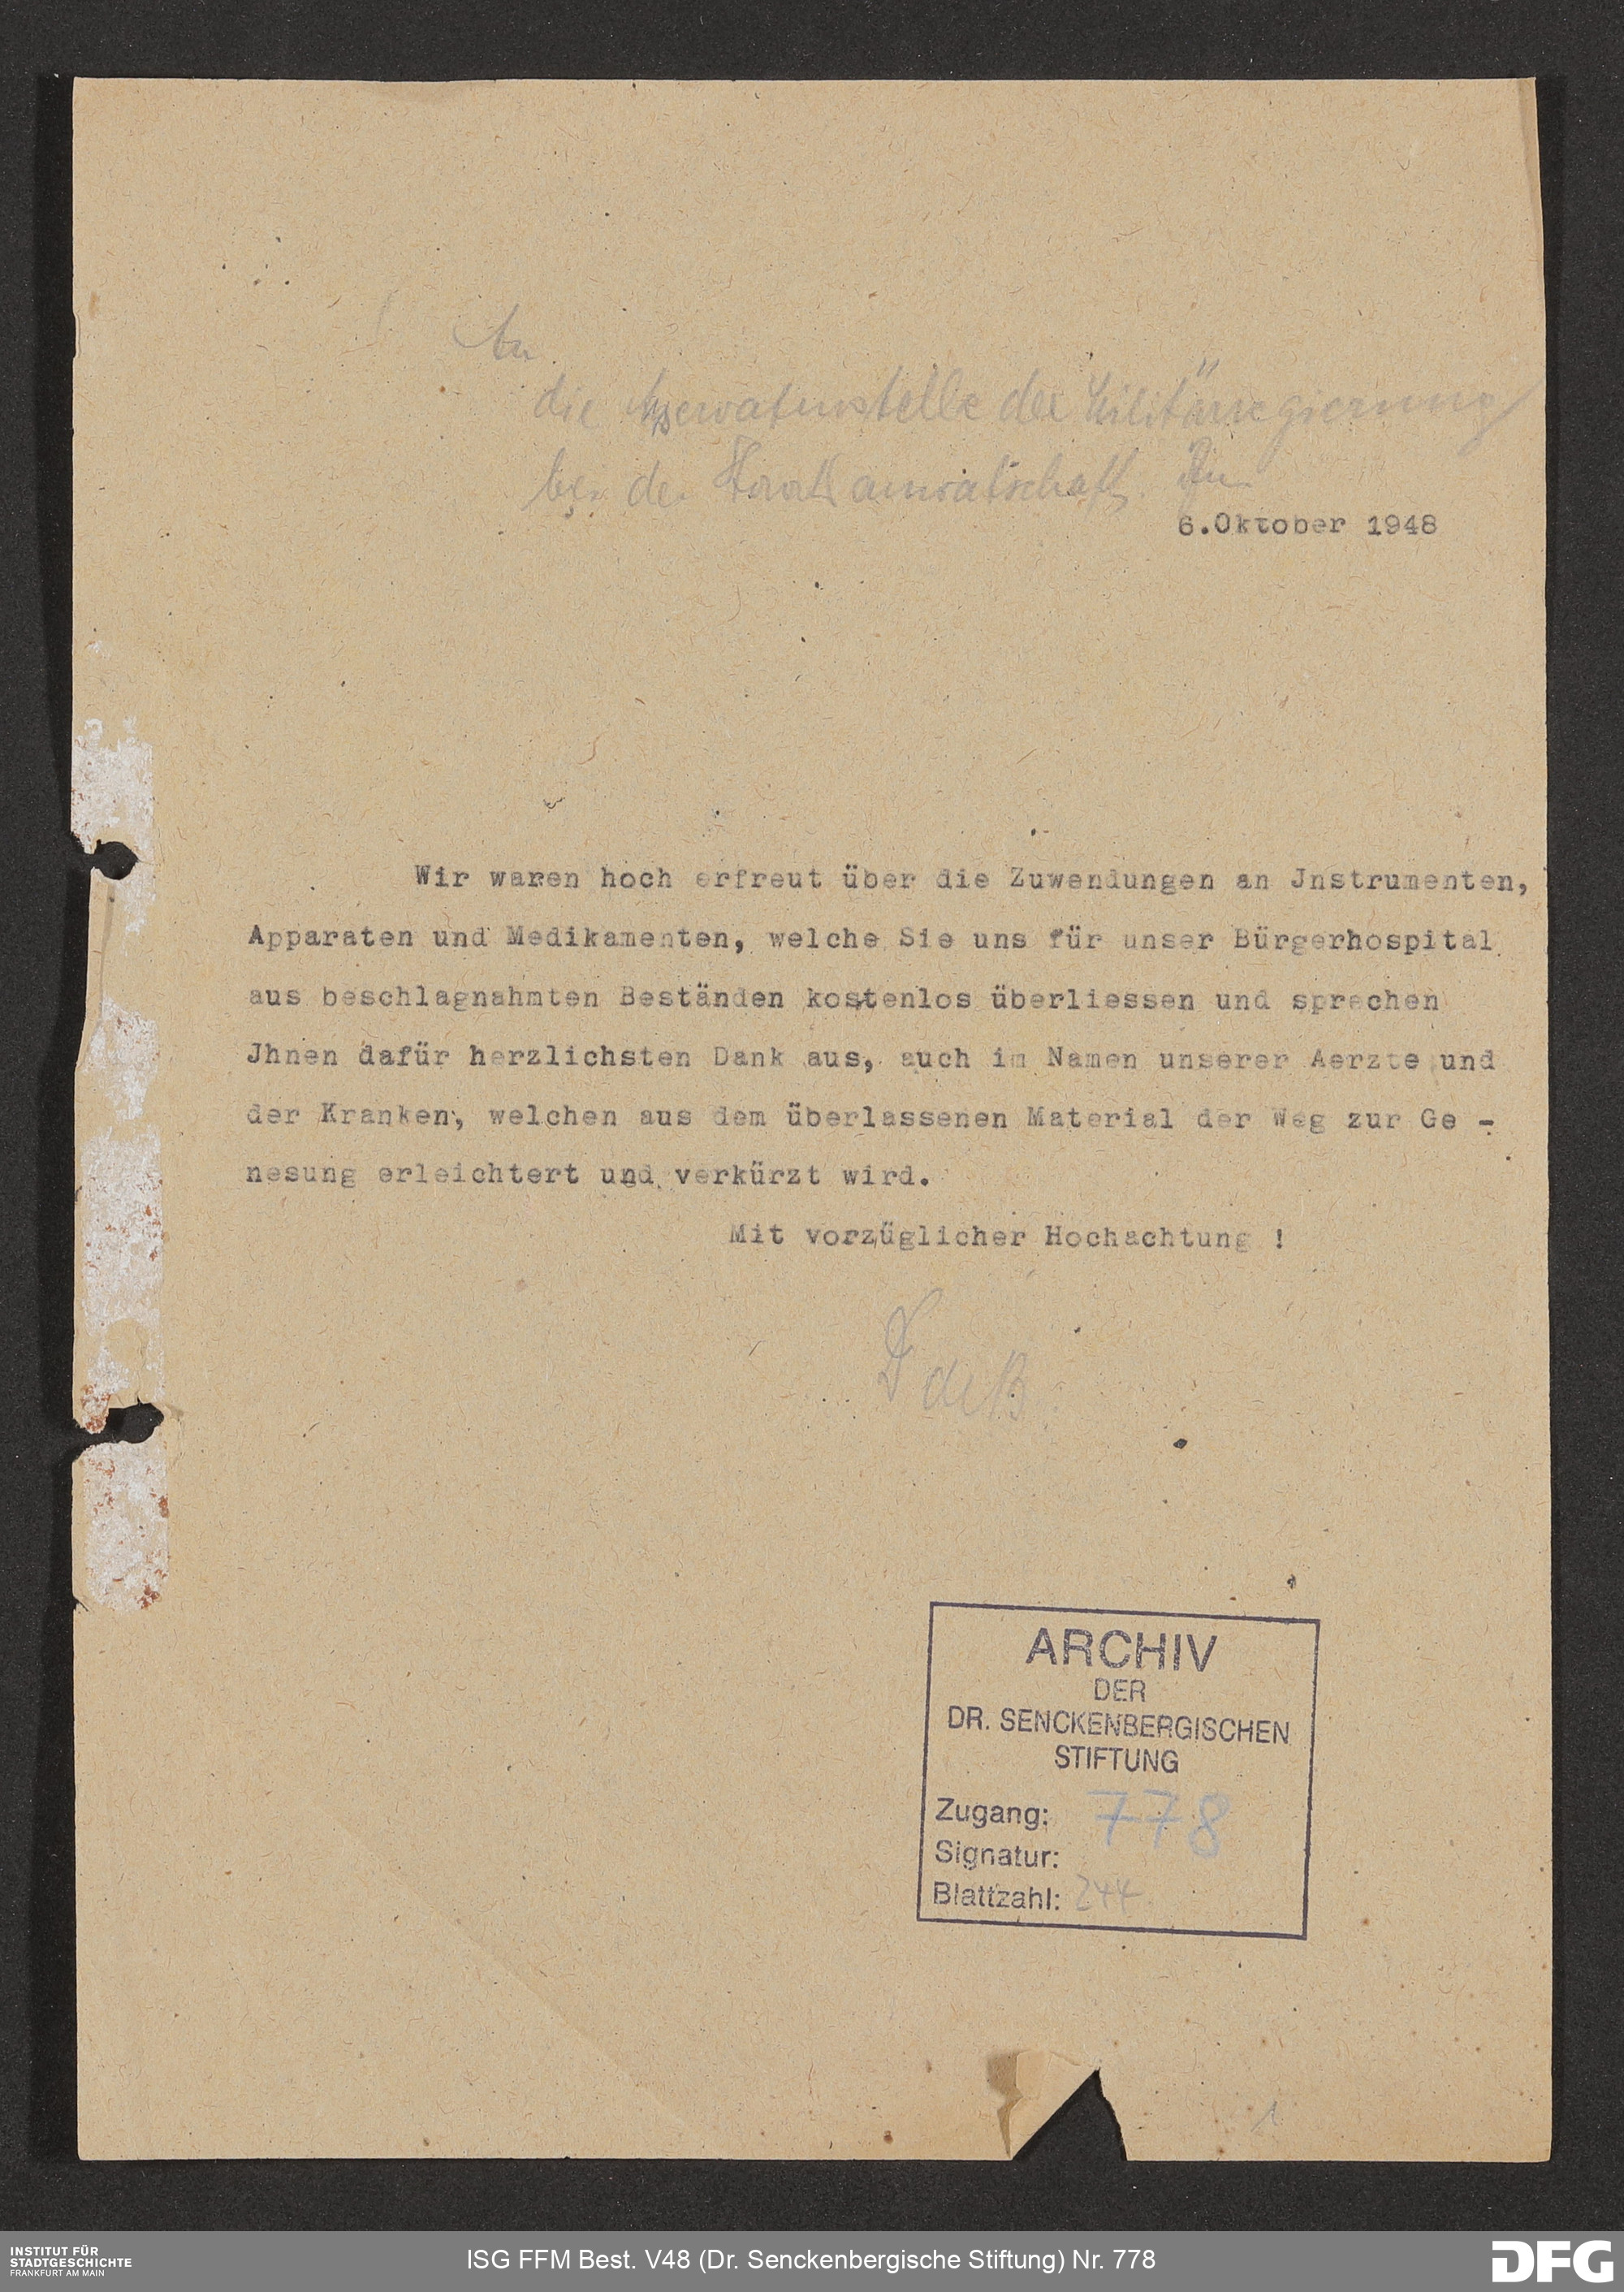 An
die Asservatenstelle der Militärregierung
bei der Staatsanwaltschaft
6.Oktober 1948
Wir waren hoch erfreut über die Zuwendungen an Jnstrumenten,
Apparaten und Medikamenten, welche Sie uns für unser Bürgerhospital
aus beschlagnahmten Beständen kostenlos überliessen und sprechen
Jhnen dafür herzlichsten Dank aus, auch im Namen unserer Aerzte und
der Kranken, welchen aus dem überlassenen Material der Weg zur Ge -
nesung erleichtert und verkürzt wird.
Mit vorzüglicher Hochachtung !
ARCHIV
DER
DR. SENCKENBERGISCHEN
STIFTUNG
Zugang: 778
Signatur:
Blattzahl: 244
1
INSTITUT FÜR
STADTGESCHICHTE
FRANKFURT AM MAIN
ISG FFM Best. V48 (Dr. Senckenbergische Stiftung) Nr. 778
DFG